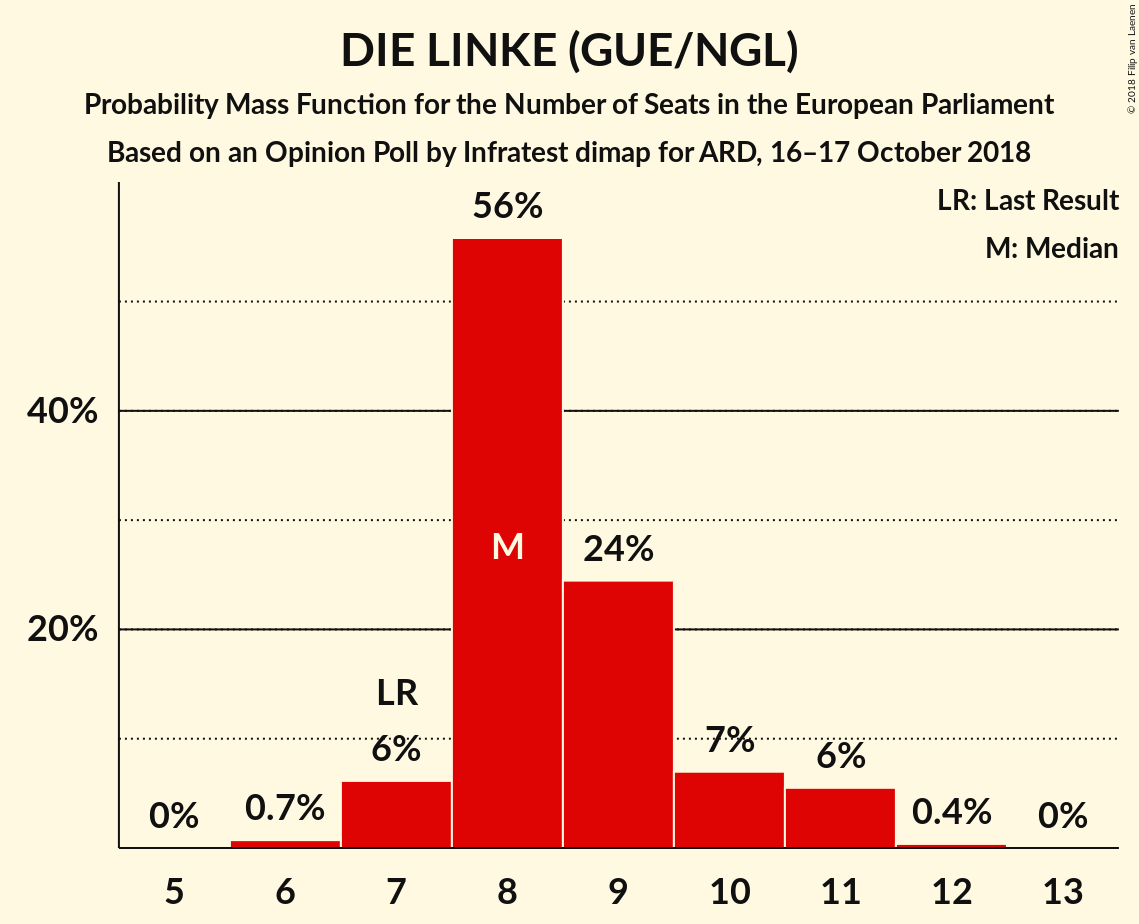 DIE LINKE (GUE/NGL)
Probability Mass Function for the Number of Seats in the European Parliament
Based on an Opinion Poll by Infratest dimap for ARD, 16–17 October 2018
© 2018 Filip van Laenen
LR: Last Result
M: Median
56%
40%
M
24%
20%
LR
6%
7%
6%
0%
0.7%
0.4%
0%
5 6 7 8 9 10 11 12 13